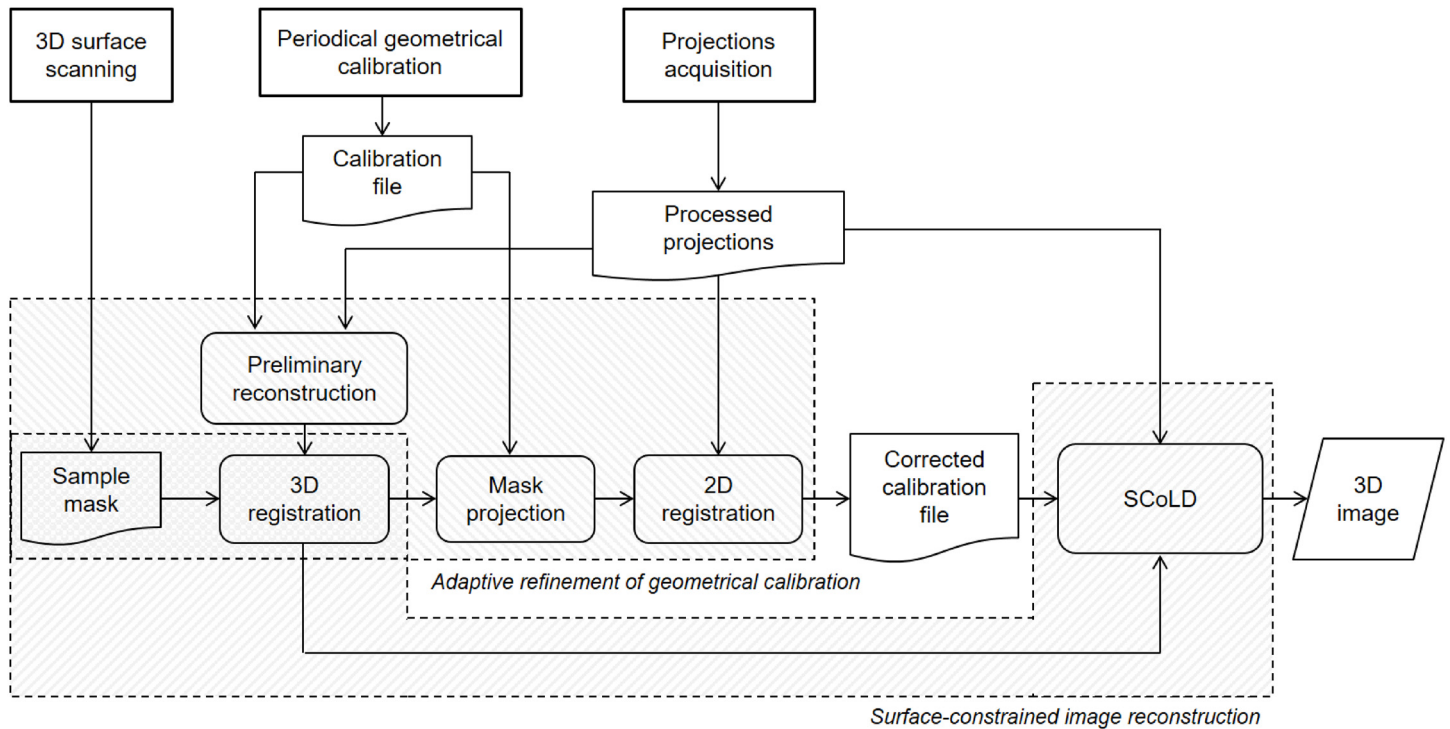 3D surface
scanning
Periodical geometrical
calibration
Projections
acquisition
Calibration
file
Processed
projections
Preliminary
reconstruction
Sample
mask
3D
registration
Mask
projection
2D
registration
Corrected
calibration
file
SCoLD
3D
image
Adaptive refinement of geometrical calibration
Surface-constrained image reconstruction